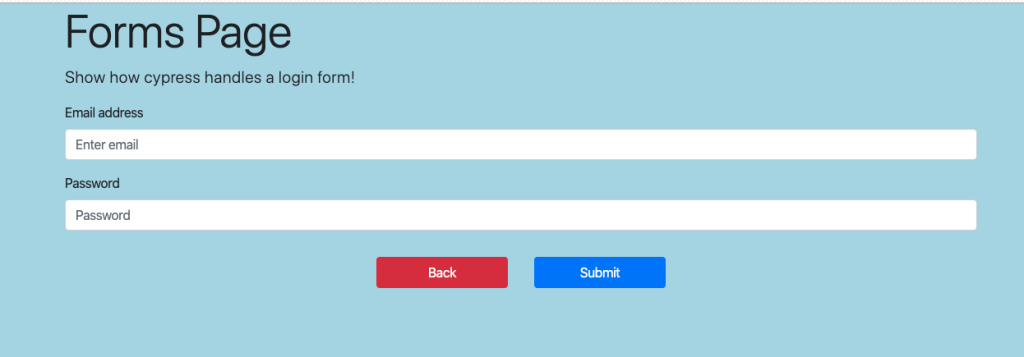 Forms Page
Show how cypress handles a login form!
Email address
Enter email
Password
Password
Back Submit